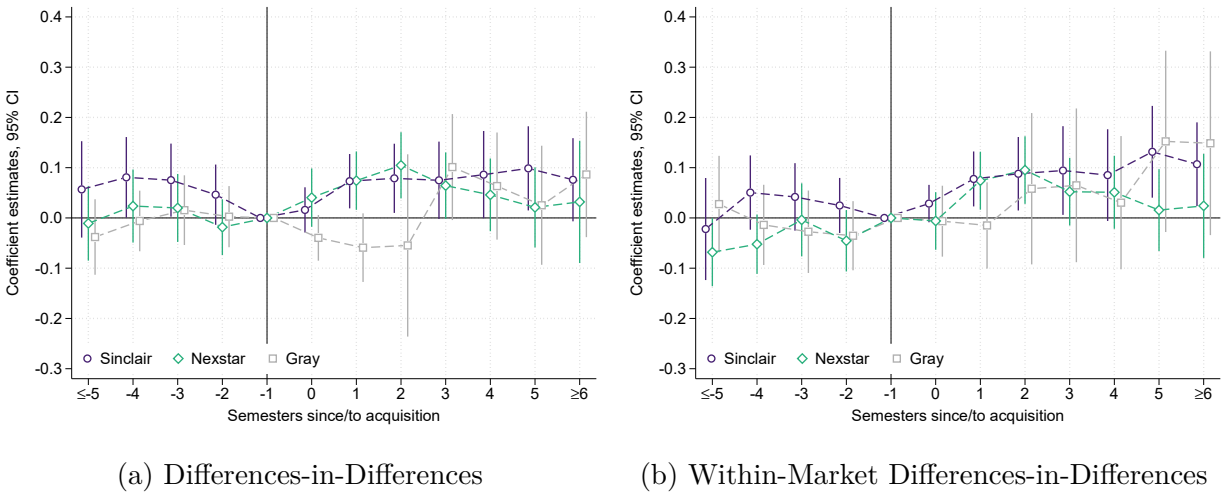 0.4
0.3
0.2
0.1
0.0
-0.1
-0.2
-0.3
Coefficient estimates, 95% CI
Sinclair Nexstar Gray
≤-5 -4 -3 -2 -1 0 1 2 3 4 5 ≥6
Semesters since/to acquisition
(a) Differences-in-Differences
0.4
0.3
0.2
0.1
0.0
-0.1
-0.2
-0.3
Coefficient estimates, 95% CI
Sinclair Nexstar Gray
≤-5 -4 -3 -2 -1 0 1 2 3 4 5 ≥6
Semesters since/to acquisition
(b) Within-Market Differences-in-Differences